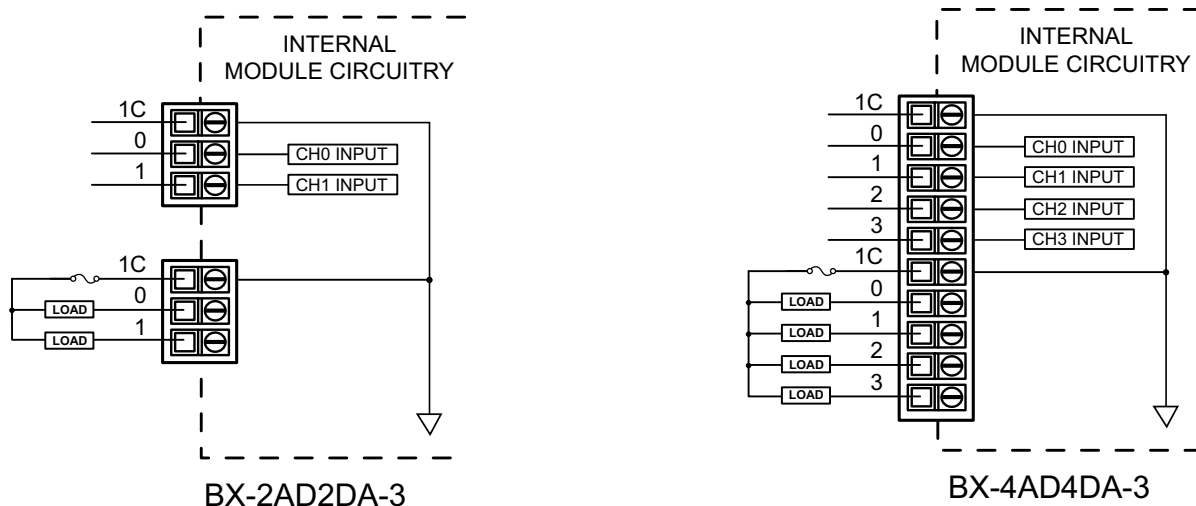 INTERNAL
MODULE CIRCUITRY
1C
0
CH0 INPUT
1
CH1 INPUT
1C
0
LOAD
1
LOAD
BX-2AD2DA-3
INTERNAL
MODULE CIRCUITRY
1C
0
CH0 INPUT
1
CH1 INPUT
2
CH2 INPUT
3
CH3 INPUT
1C
0
LOAD
1
LOAD
2
LOAD
3
LOAD
BX-4AD4DA-3